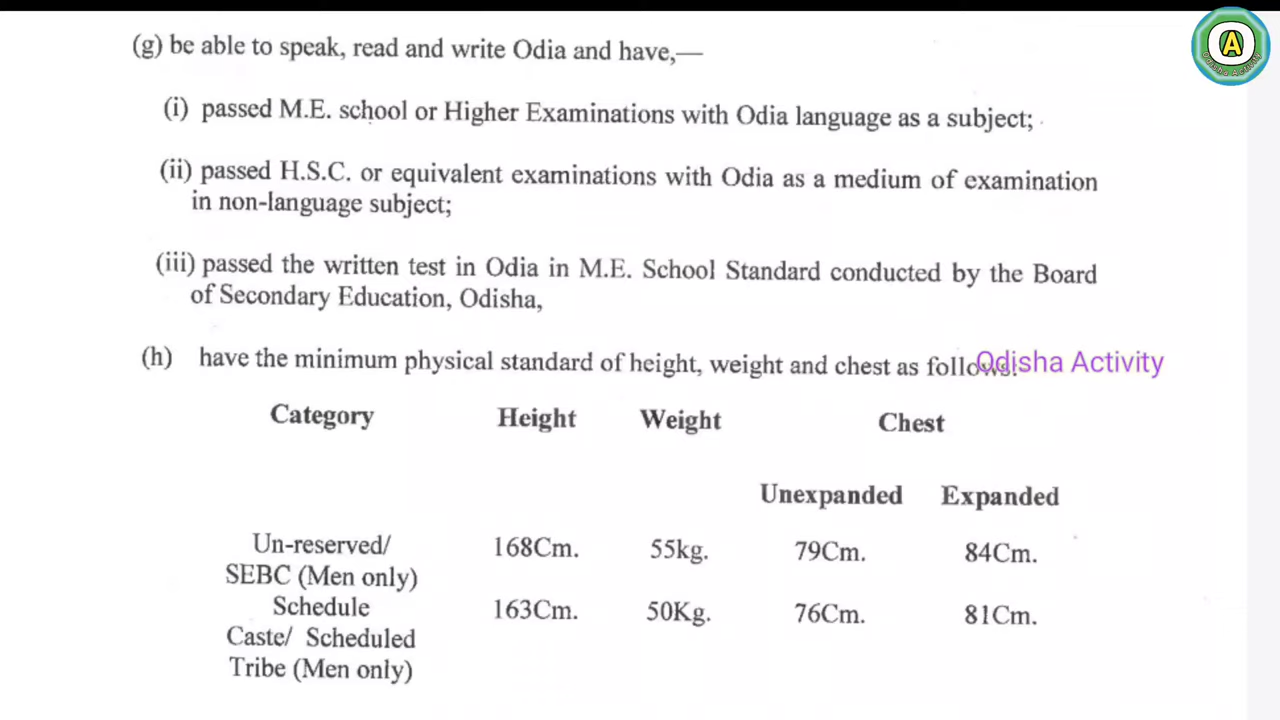 (g) be able to speak, read and write Odia and have,—
(i) passed M.E. school or Higher Examinations with Odia language as a subject;
(ii) passed H.S.C. or equivalent examinations with Odia as a medium of examination
in non-language subject;
(iii) passed the written test in Odia in M.E. School Standard conducted by the Board
of Secondary Education, Odisha,
(h) have the minimum physical standard of height, weight and chest as follows:
Odisha Activity
Category Height Weight Chest
Unexpanded Expanded
Un-reserved/ 168Cm. 55kg. 79Cm. 84Cm.
SEBC (Men only)
Schedule 163Cm. 50Kg. 76Cm. 81Cm.
Caste/ Scheduled
Tribe (Men only)
A
Odisha Activity